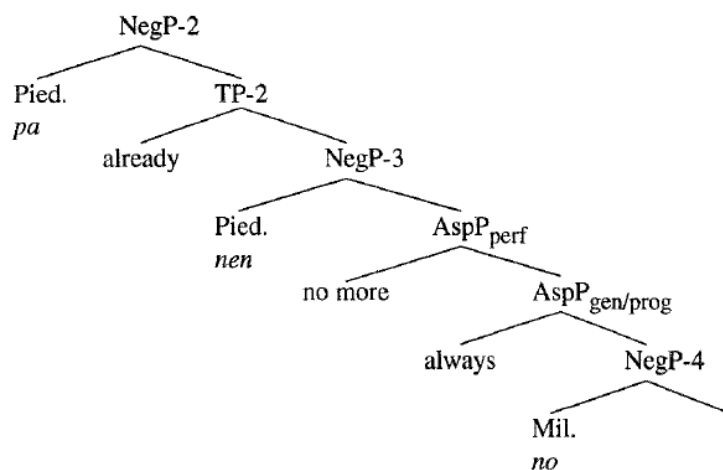 NegP-2
Pied.
pa
TP-2
already
NegP-3
Pied.
nen
AspPperf
no more
AspPgen/prog
always
NegP-4
Mil.
no